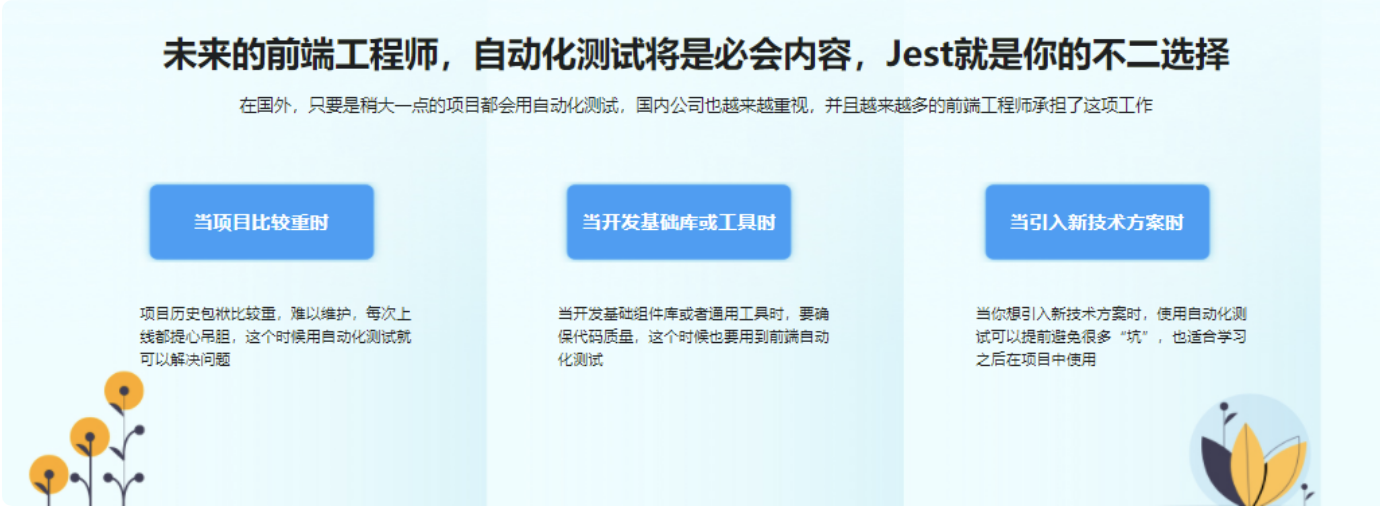 未来的前端工程师，自动化测试将是必会内容，Jest就是你的不二选择
在国外，只要是稍大一点的项目都会用自动化测试，国内公司也越来越重视，并且越来越多的前端工程师承担了这项工作
当项目比较重时
项目历史包袱比较重，难以维护，每次上
线都提心吊胆，这个时候用自动化测试就
可以解决问题
当开发基础库或工具时
当开发基础组件库或者通用工具时，要确
保代码质量，这个时候也要用到前端自动
化测试
当引入新技术方案时
当你想引入新技术方案时，使用自动化测
试可以提前避免很多“坑”，也适合学习
之后在项目中使用